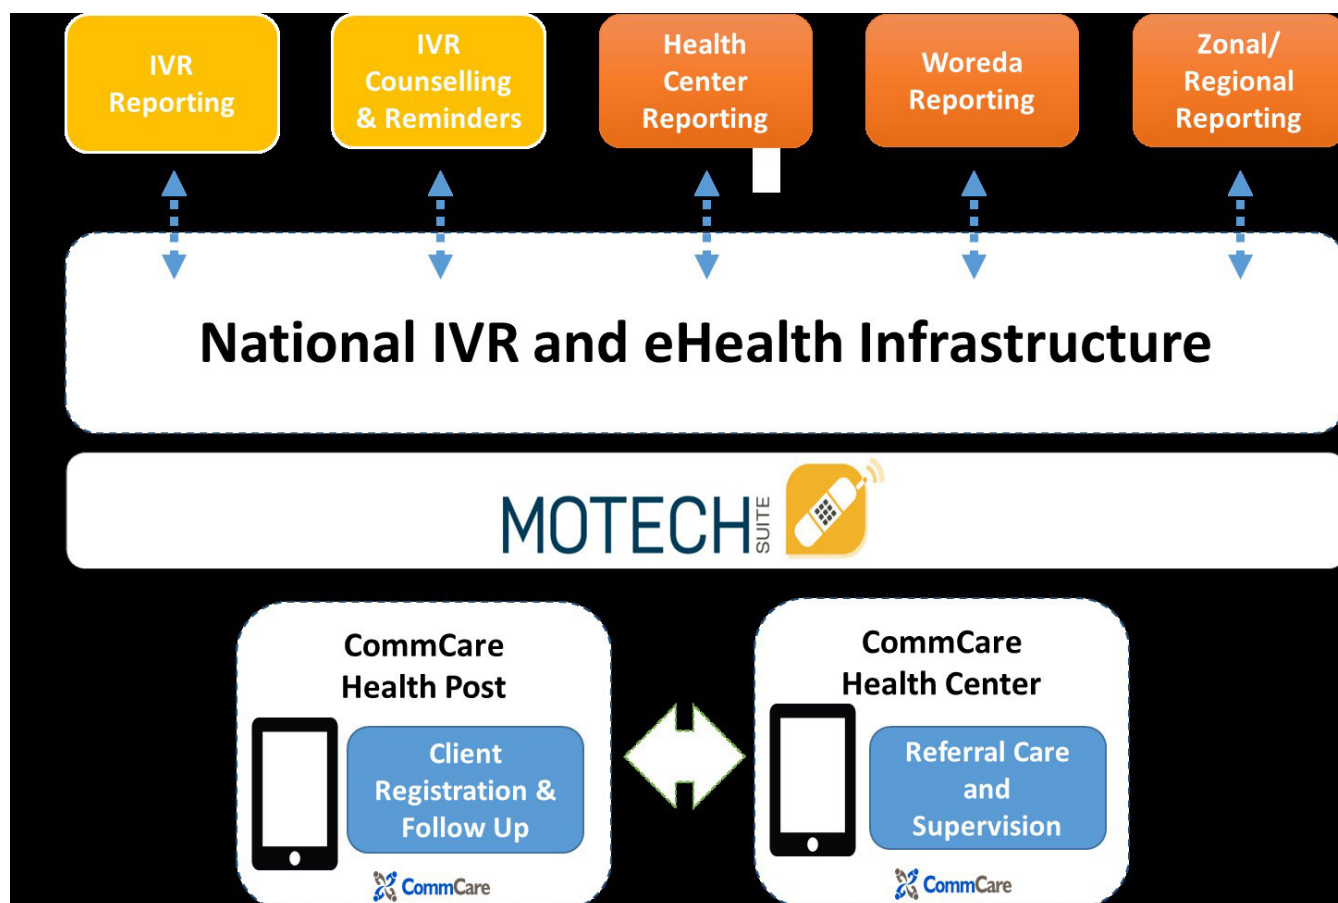 IVR
Reporting
IVR
Counselling
& Reminders
Health
Center
Reporting
Woreda
Reporting
Zonal/
Regional
Reporting
National IVR and eHealth Infrastructure
MOTECH SUITE
CommCare
Health Post
Client
Registration &
Follow Up
CommCare
CommCare
Health Center
Referral Care
and
Supervision
CommCare